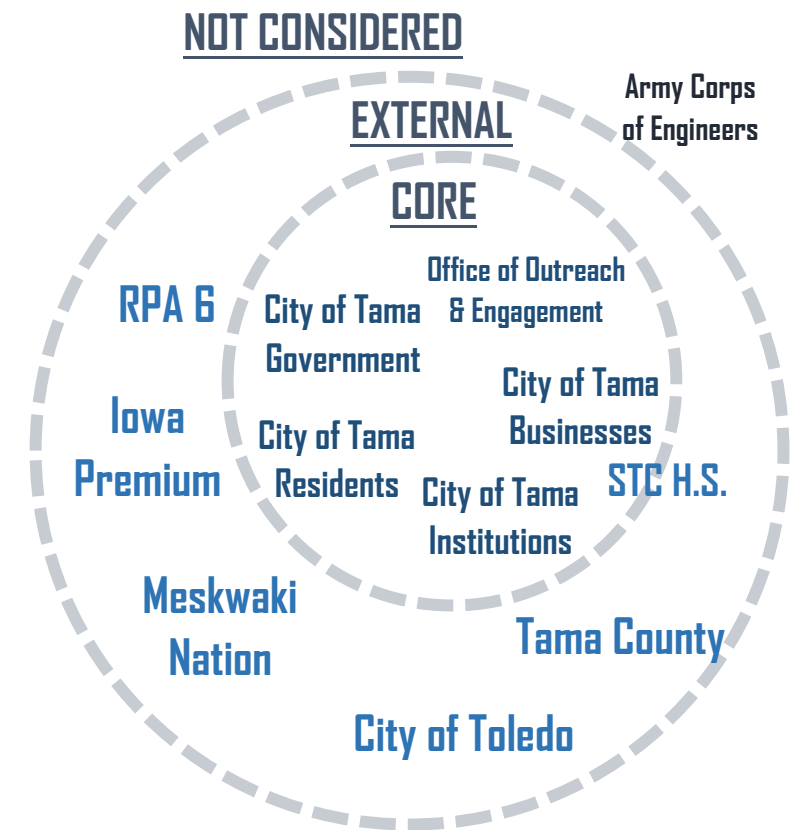 NOT CONSIDERED
Army Corps
of Engineers
EXTERNAL
CORE
Office of Outreach
& Engagement
RPA 6
City of Tama
Government
City of Tama
Businesses
Iowa
Premium
City of Tama
Residents
City of Tama
Institutions
STC H.S.
Meskwaki
Nation
Tama County
City of Toledo